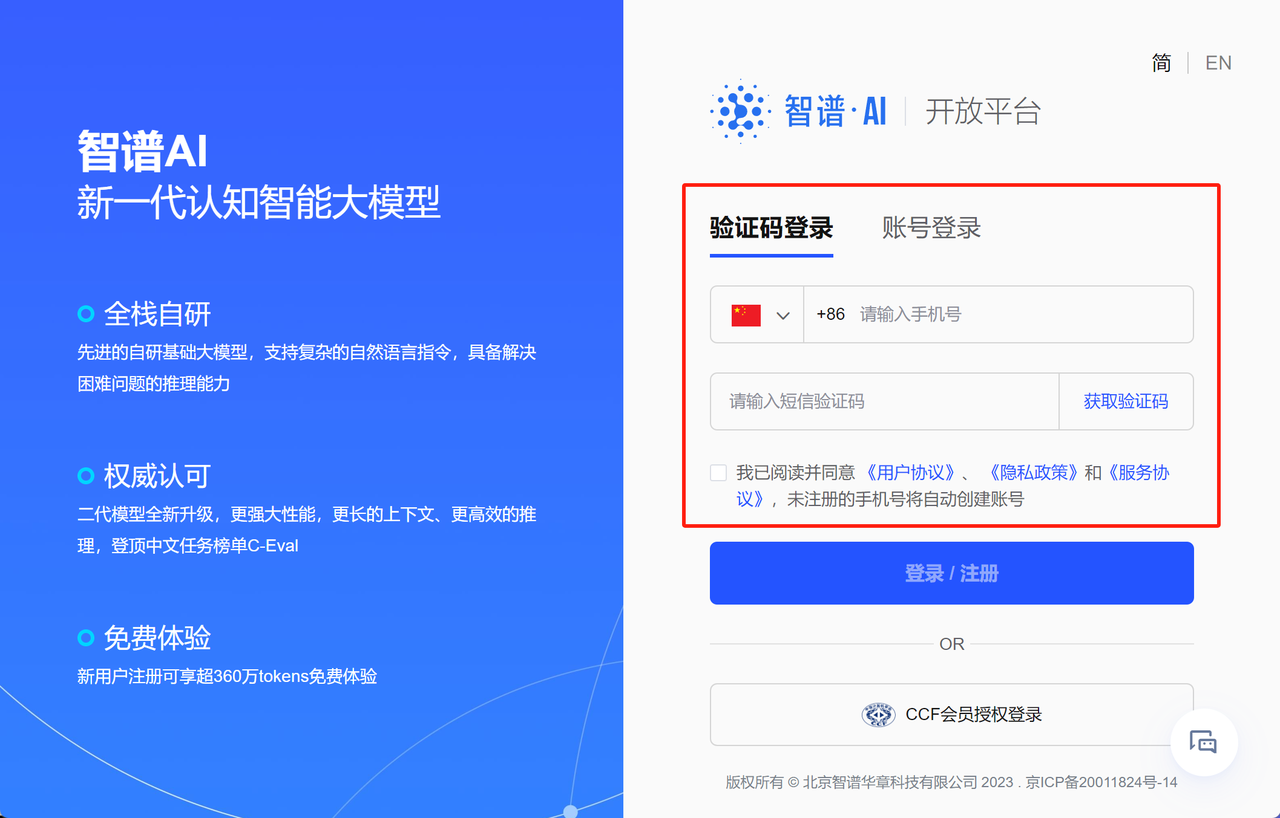 智谱AI
新一代认知智能大模型
全栈自研
先进的自研基础大模型，支持复杂的自然语言指令，具备解决
困难问题的推理能力
权威认可
二代模型全新升级，更强大性能，更长的上下文、更高效的推
理，登顶中文任务榜单C-Eval
免费体验
新用户注册可享超360万tokens免费体验
简 | EN
智谱·AI | 开放平台
验证码登录 账号登录
+86 请输入手机号
请输入短信验证码 获取验证码
我已阅读并同意 《用户协议》、 《隐私政策》和《服务协
议》，未注册的手机号将自动创建账号
登录 / 注册
OR
CCF会员授权登录
版权所有 © 北京智谱华章科技有限公司 2023 . 京ICP备20011824号-14